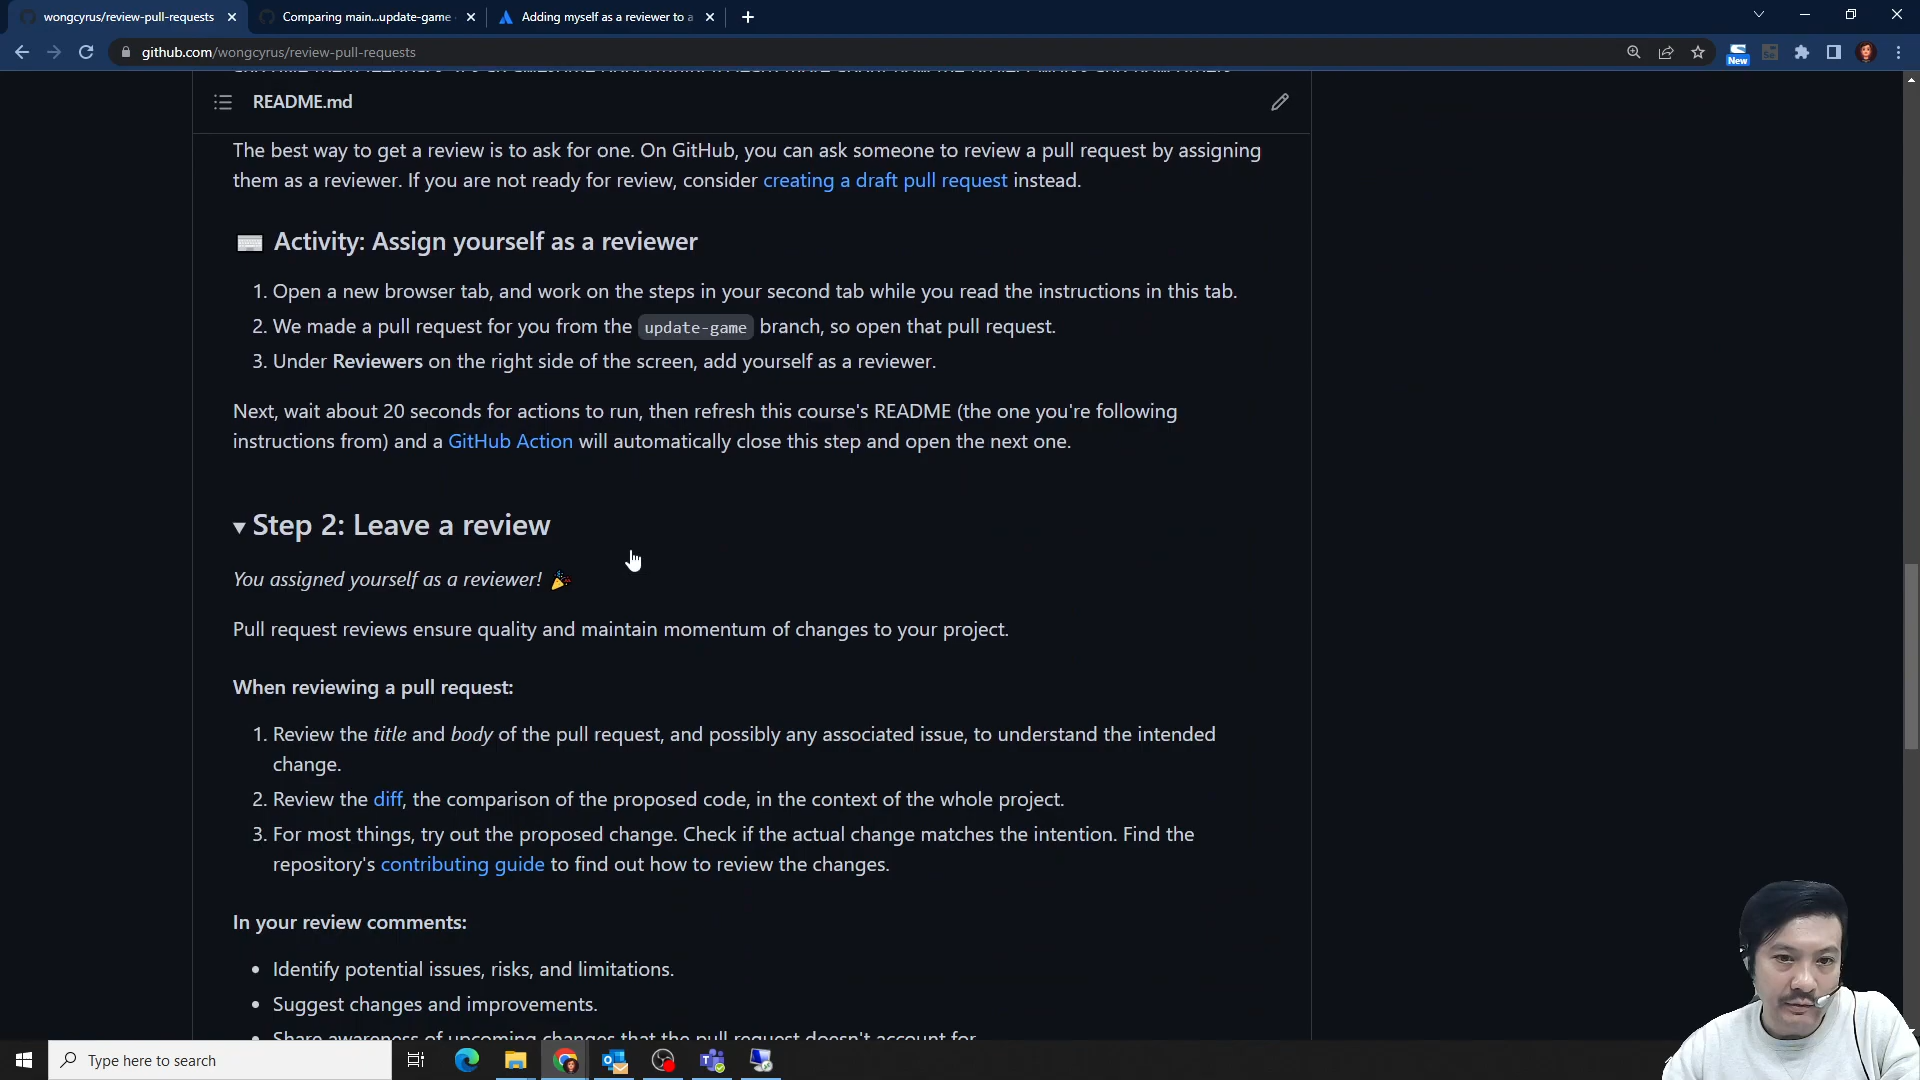 wongcyrus/review-pull-requests
Comparing main...update-game
Adding myself as a reviewer to a
github.com/wongcyrus/review-pull-requests
New
README.md
The best way to get a review is to ask for one. On GitHub, you can ask someone to review a pull request by assigning
them as a reviewer. If you are not ready for review, consider creating a draft pull request instead.
Activity: Assign yourself as a reviewer
1. Open a new browser tab, and work on the steps in your second tab while you read the instructions in this tab.
2. We made a pull request for you from the update-game branch, so open that pull request.
3. Under Reviewers on the right side of the screen, add yourself as a reviewer.
Next, wait about 20 seconds for actions to run, then refresh this course's README (the one you're following
instructions from) and a GitHub Action will automatically close this step and open the next one.
Step 2: Leave a review
You assigned yourself as a reviewer! 🎉
Pull request reviews ensure quality and maintain momentum of changes to your project.
When reviewing a pull request:
1. Review the title and body of the pull request, and possibly any associated issue, to understand the intended
change.
2. Review the diff, the comparison of the proposed code, in the context of the whole project.
3. For most things, try out the proposed change. Check if the actual change matches the intention. Find the
repository's contributing guide to find out how to review the changes.
In your review comments:
• Identify potential issues, risks, and limitations.
• Suggest changes and improvements.
• Share awareness of upcoming changes that the pull request doesn't account for.
Type here to search